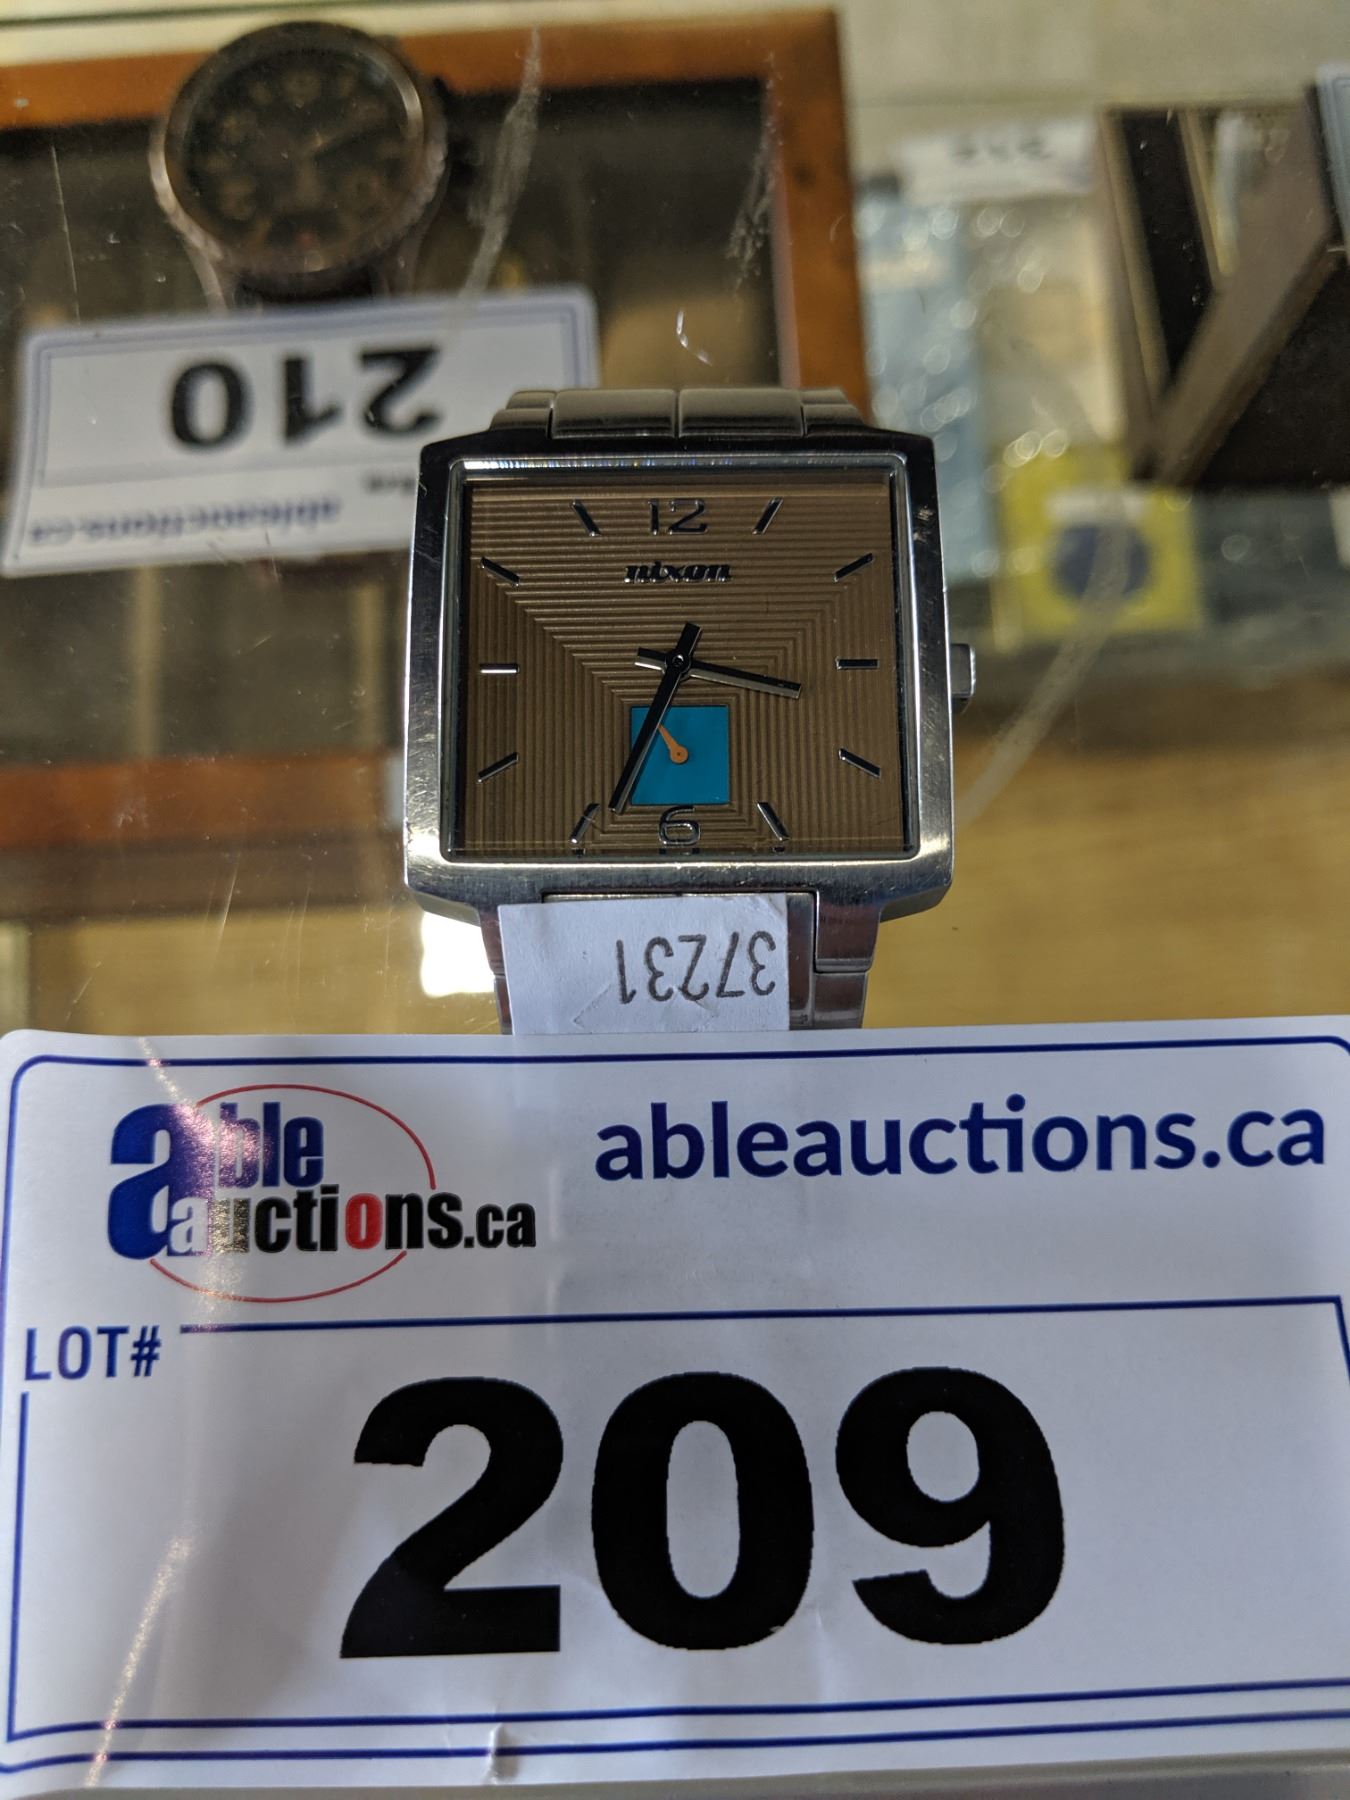 210
ableauctions.ca
12
nixon
6
37231
able
auctions.ca
ableauctions.ca
LOT#
209